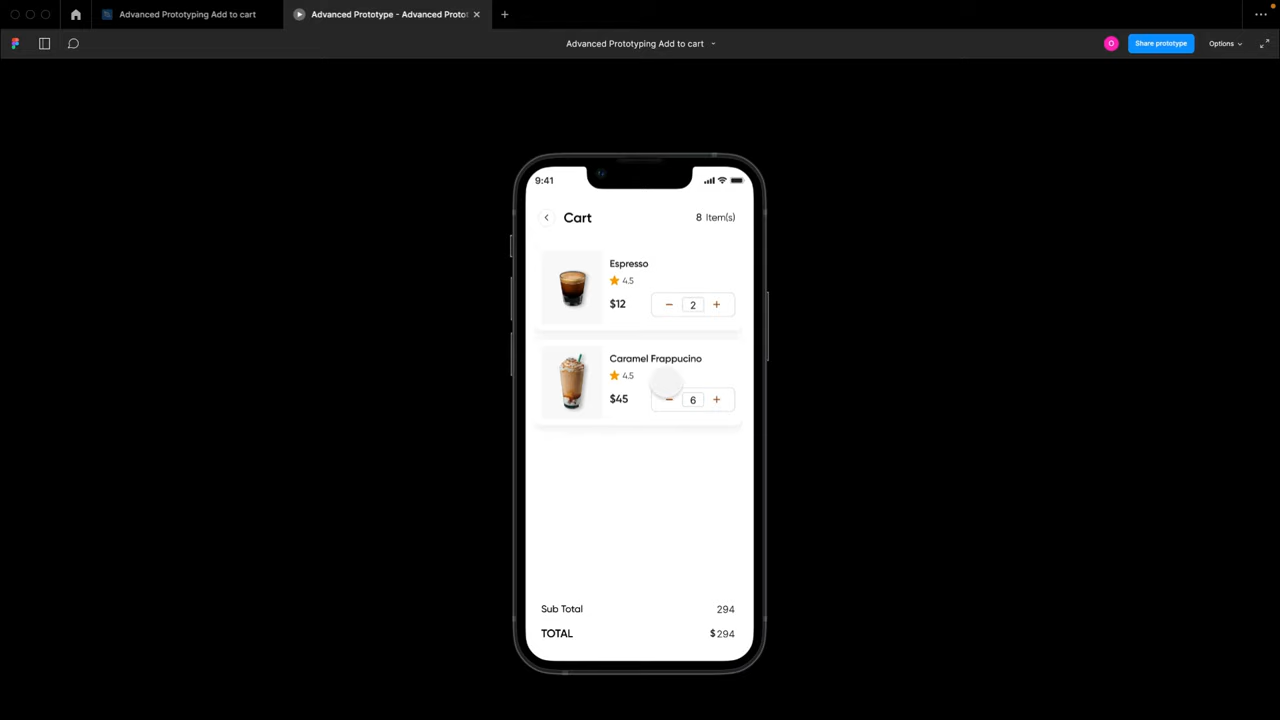 Advanced Prototyping Add to cart
Advanced Prototype - Advanced Proto
Advanced Prototyping Add to cart
O
Share prototype
Options
9:41
Cart
8 Item(s)
Espresso
4.5
$12
− 2 +
Caramel Frappucino
4.5
$45
− 6 +
Sub Total
294
TOTAL
$ 294